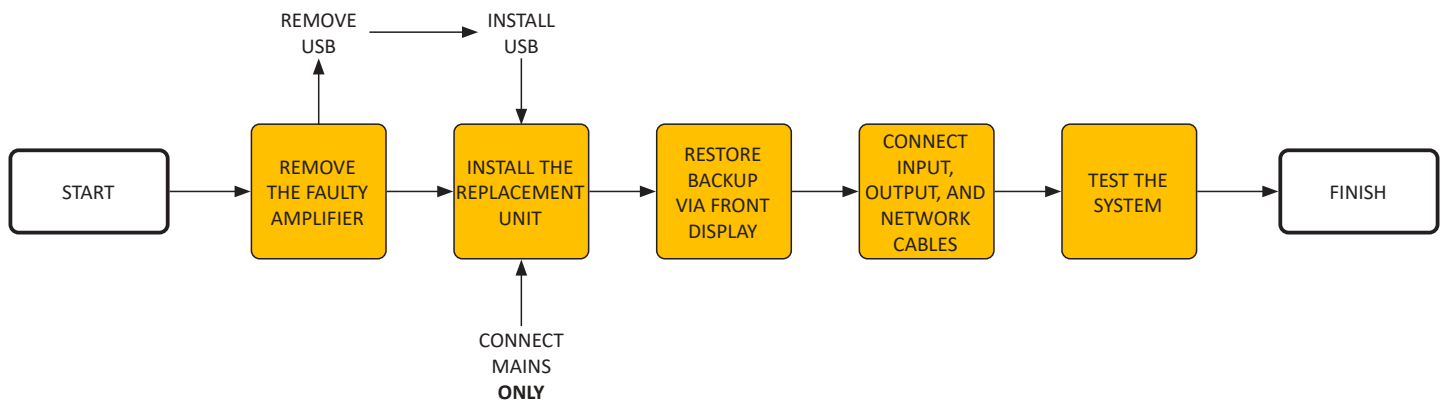 REMOVE
USB
INSTALL
USB
START
REMOVE
THE FAULTY
AMPLIFIER
INSTALL THE
REPLACEMENT
UNIT
RESTORE
BACKUP
VIA FRONT
DISPLAY
CONNECT
INPUT,
OUTPUT, AND
NETWORK
CABLES
TEST THE
SYSTEM
FINISH
CONNECT
MAINS
ONLY